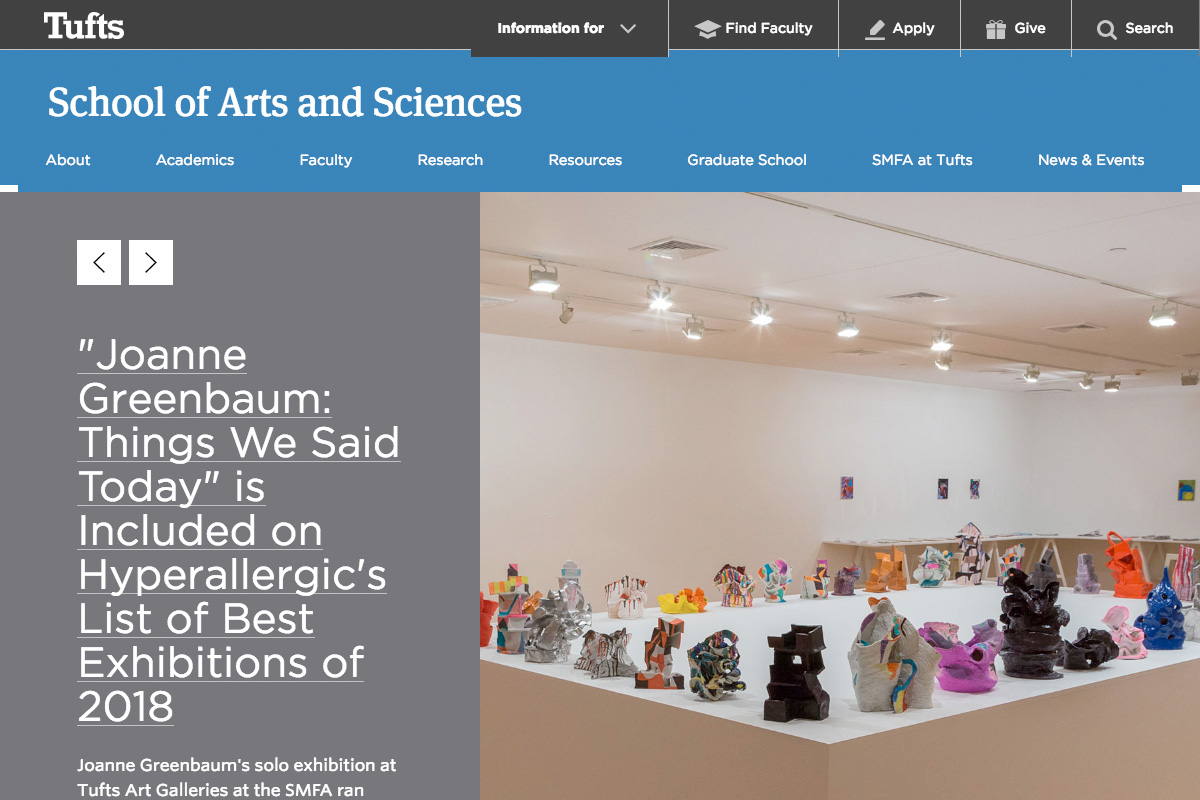 Tufts
Information for
Find Faculty
Apply
Give
Search
School of Arts and Sciences
About
Academics
Faculty
Research
Resources
Graduate School
SMFA at Tufts
News & Events
"Joanne
Greenbaum:
Things We Said
Today" is
Included on
Hyperallergic's
List of Best
Exhibitions of
2018
Joanne Greenbaum's solo exhibition at
Tufts Art Galleries at the SMFA ran